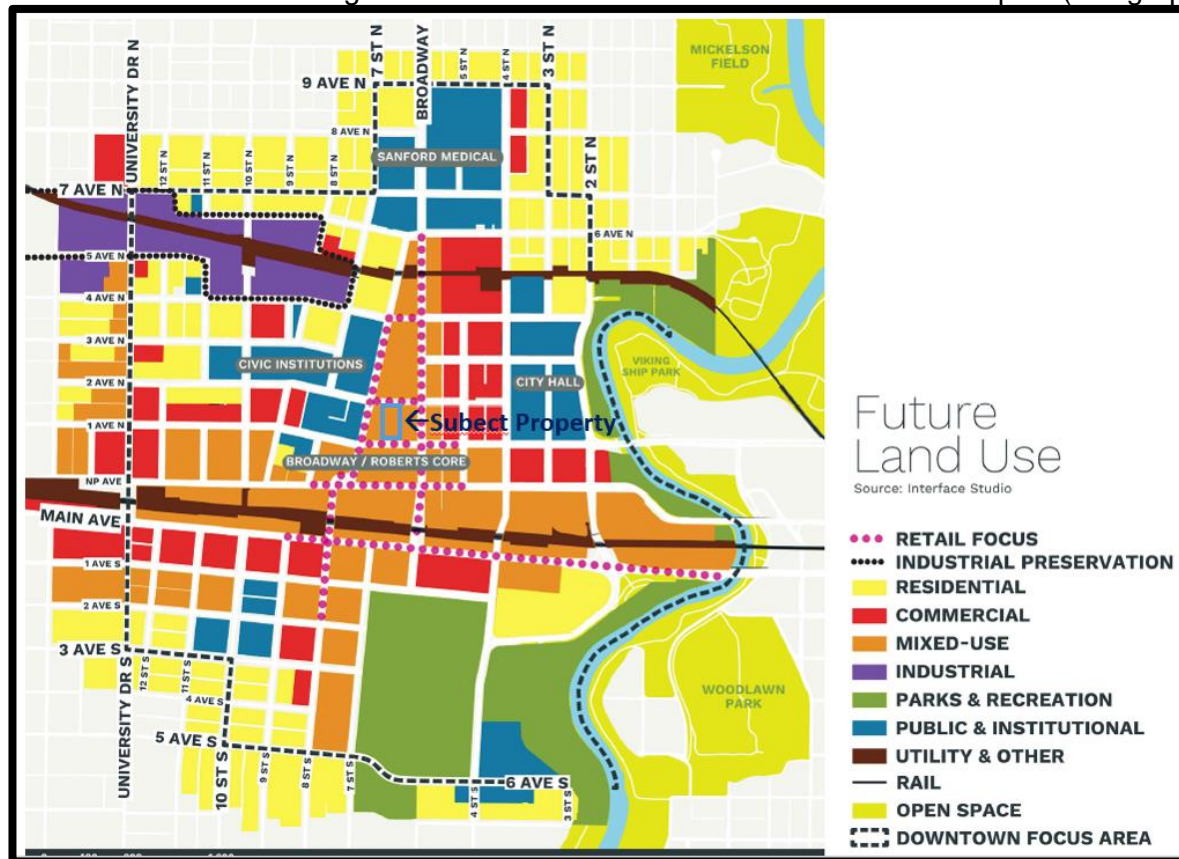 MICKELSON
FIELD
UNIVERSITY DR N
7 ST N
BROADWAY
5 ST N
4 ST N
3 ST N
9 AVE N
8 AVE N
SANFORD MEDICAL
12 ST N
11 ST N
10 ST N
9 ST N
8 ST N
7 AVE N
2 ST N
6 AVE N
5 AVE N
4 AVE N
3 AVE N
CIVIC INSTITUTIONS
VIKING
SHIP PARK
2 AVE N
CITY HALL
←Subect Property
1 AVE N
BROADWAY / ROBERTS CORE
NP AVE
MAIN AVE
1 AVE S
2 AVE S
3 AVE S
12 ST S
11 ST S
4 AVE S
WOODLAWN
PARK
5 AVE S
UNIVERSITY DR S
10 ST S
9 ST S
8 ST S
7 ST S
6 AVE S
4 ST S
3 ST S
Future
Land Use
Source: Interface Studio
RETAIL FOCUS
INDUSTRIAL PRESERVATION
RESIDENTIAL
COMMERCIAL
MIXED-USE
INDUSTRIAL
PARKS & RECREATION
PUBLIC & INSTITUTIONAL
UTILITY & OTHER
RAIL
OPEN SPACE
DOWNTOWN FOCUS AREA